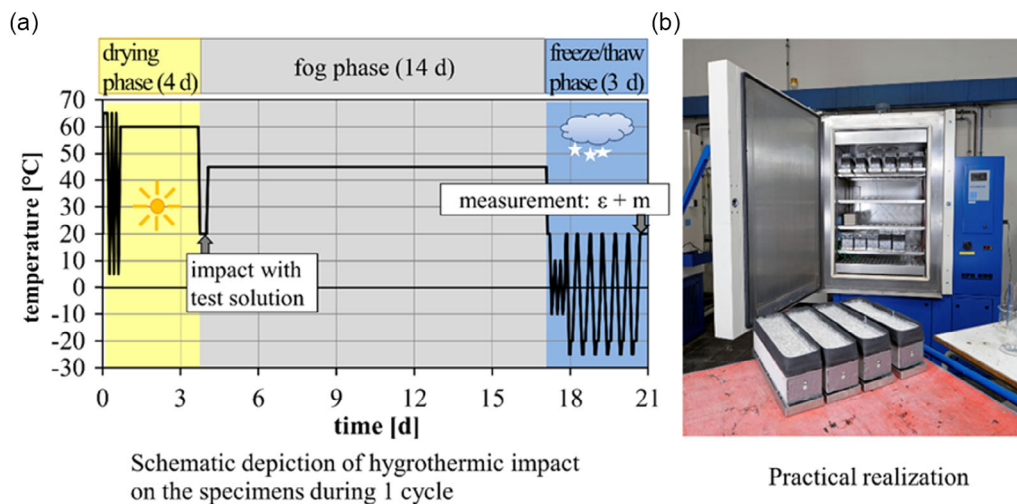 (a)
drying
phase (4 d)
fog phase (14 d)
freeze/thaw
phase (3 d)
70
60
50
40
30
20
10
0
-10
-20
-30
temperature [°C]
measurement: ε + m
impact with
test solution
0
3
6
9
12
15
18
21
time [d]
Schematic depiction of hygrothermic impact
on the specimens during 1 cycle
(b)
Practical realization